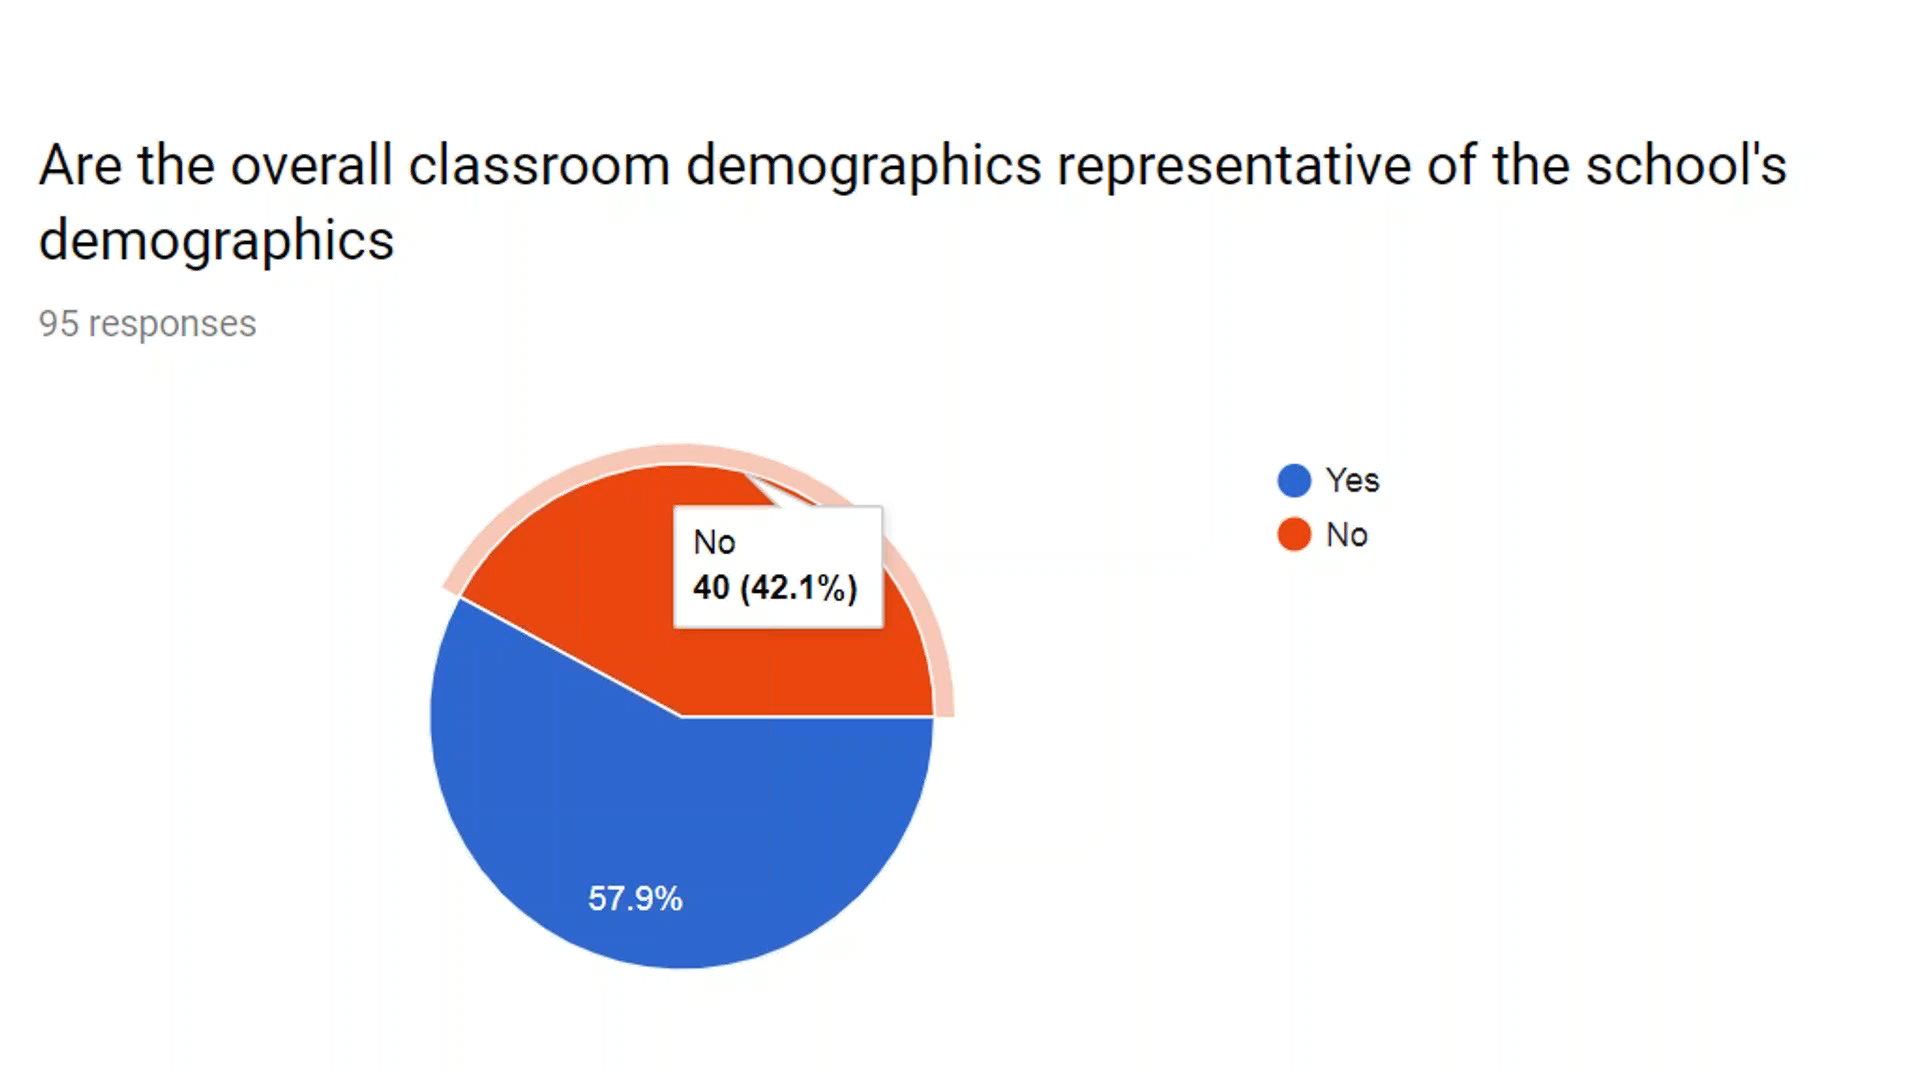 Are the overall classroom demographics representative of the school's
demographics
95 responses
Yes
No
No
40 (42.1%)
57.9%